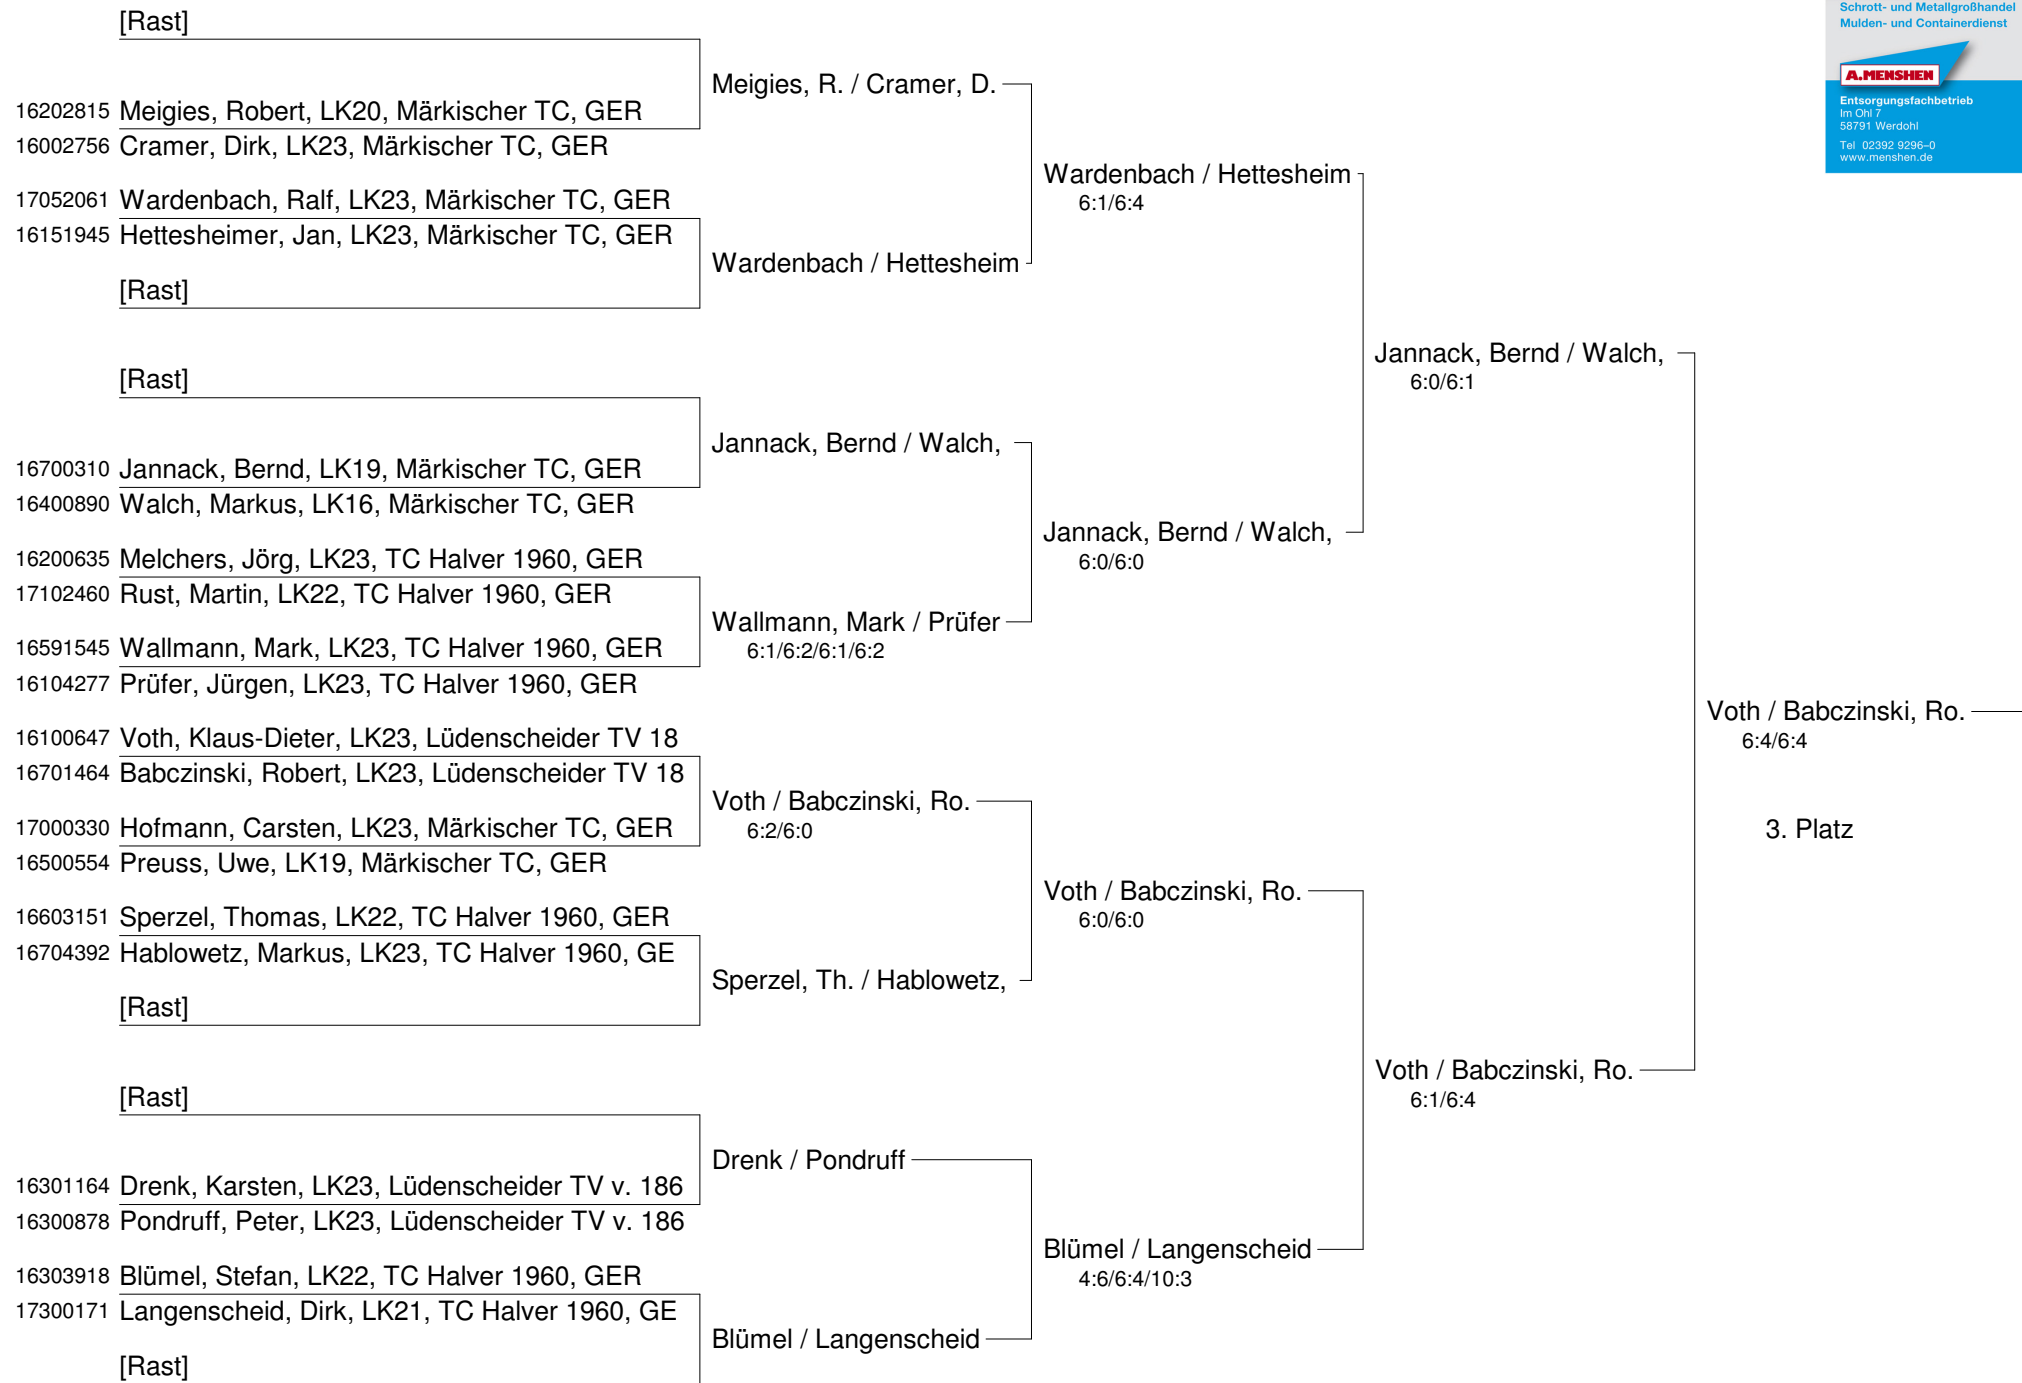 Schrott- und Metallgroßhandel
Mulden- und Containerdienst
A.MENSHEN
Entsorgungsfachbetrieb
Im Ohl 7
58791 Werdohl
Tel 02392 9296–0
www.menshen.de
[Rast]
16202815 Meigies, Robert, LK20, Märkischer TC, GER
16002756 Cramer, Dirk, LK23, Märkischer TC, GER
17052061 Wardenbach, Ralf, LK23, Märkischer TC, GER
16151945 Hettesheimer, Jan, LK23, Märkischer TC, GER
[Rast]
[Rast]
16700310 Jannack, Bernd, LK19, Märkischer TC, GER
16400890 Walch, Markus, LK16, Märkischer TC, GER
16200635 Melchers, Jörg, LK23, TC Halver 1960, GER
17102460 Rust, Martin, LK22, TC Halver 1960, GER
16591545 Wallmann, Mark, LK23, TC Halver 1960, GER
16104277 Prüfer, Jürgen, LK23, TC Halver 1960, GER
16100647 Voth, Klaus-Dieter, LK23, Lüdenscheider TV 18
16701464 Babczinski, Robert, LK23, Lüdenscheider TV 18
17000330 Hofmann, Carsten, LK23, Märkischer TC, GER
16500554 Preuss, Uwe, LK19, Märkischer TC, GER
16603151 Sperzel, Thomas, LK22, TC Halver 1960, GER
16704392 Hablowetz, Markus, LK23, TC Halver 1960, GE
[Rast]
[Rast]
16301164 Drenk, Karsten, LK23, Lüdenscheider TV v. 186
16300878 Pondruff, Peter, LK23, Lüdenscheider TV v. 186
16303918 Blümel, Stefan, LK22, TC Halver 1960, GER
17300171 Langenscheid, Dirk, LK21, TC Halver 1960, GE
[Rast]
Meigies, R. / Cramer, D.
Wardenbach / Hettesheim
Jannack, Bernd / Walch,
Wallmann, Mark / Prüfer
6:1/6:2/6:1/6:2
Voth / Babczinski, Ro.
6:2/6:0
Sperzel, Th. / Hablowetz,
Drenk / Pondruff
Blümel / Langenscheid
Wardenbach / Hettesheim
6:1/6:4
Jannack, Bernd / Walch,
6:0/6:0
Voth / Babczinski, Ro.
6:0/6:0
Blümel / Langenscheid
4:6/6:4/10:3
Jannack, Bernd / Walch,
6:0/6:1
Voth / Babczinski, Ro.
6:1/6:4
Voth / Babczinski, Ro.
6:4/6:4
3. Platz